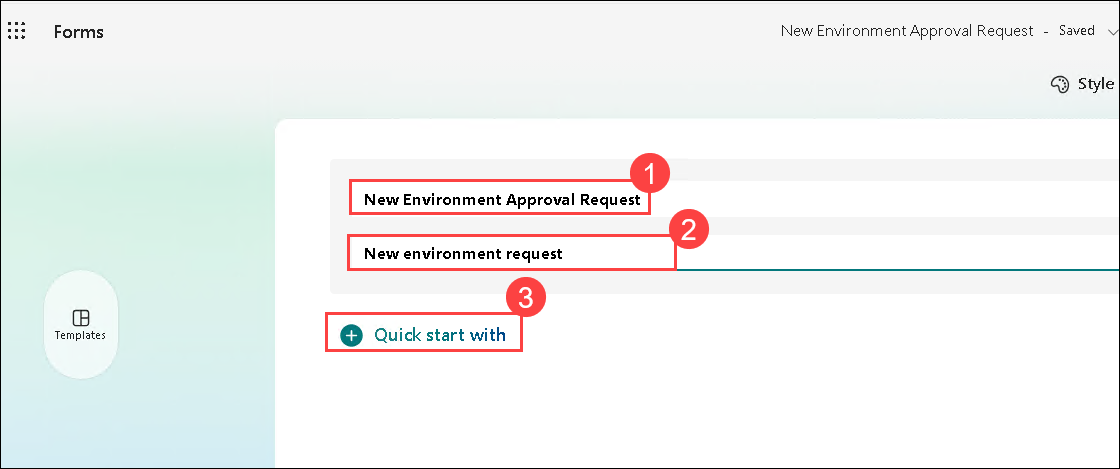 Forms
New Environment Approval Request - Saved
Style
1
New Environment Approval Request
2
New environment request
3
Quick start with
Templates